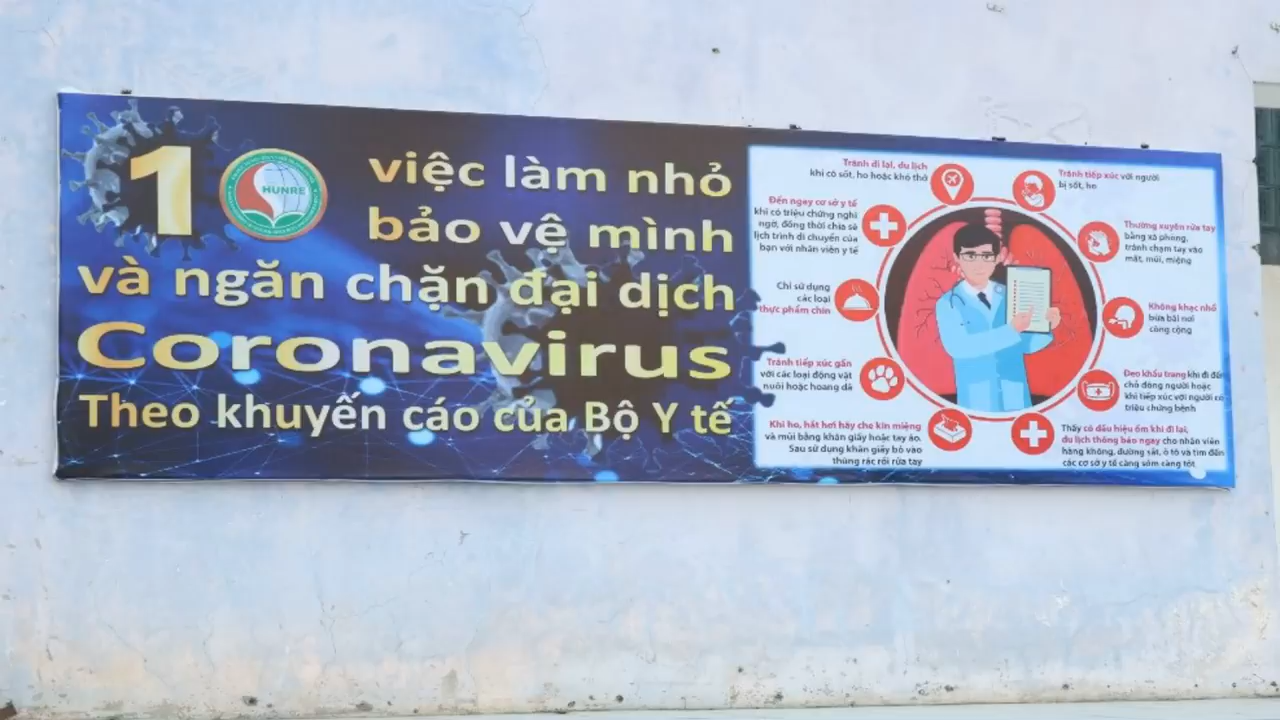 1
HUNRE
việc làm nhỏ
bảo vệ mình
và ngăn chặn đại dịch
Coronavirus
Theo khuyến cáo của Bộ Y tế
Tránh đi lại, du lịch
khi có sốt, ho hoặc khó thở
Tránh tiếp xúc với người
bị sốt, ho
Đến ngay cơ sở y tế
khi có triệu chứng nghi
ngờ, đồng thời chia sẻ
lịch trình di chuyển của
bạn với nhân viên y tế
Thường xuyên rửa tay
bằng xà phòng,
tránh chạm tay vào
mắt, mũi, miệng
Chỉ sử dụng
các loại
thực phẩm chín
Không khạc nhổ
bừa bãi nơi
công cộng
Tránh tiếp xúc gần
với các loại động vật
nuôi hoặc hoang dã
Đeo khẩu trang khi đi đến
chỗ đông người hoặc
khi tiếp xúc với người có
triệu chứng bệnh
Khi ho, hắt hơi hãy che kín miệng
và mũi bằng khăn giấy hoặc tay áo.
Sau sử dụng khăn giấy bỏ vào
thùng rác rồi rửa tay
Thấy có dấu hiệu ốm khi đi lại,
du lịch thông báo ngay cho nhân viên
hàng không, đường sắt, ô tô và tìm đến
các cơ sở y tế càng sớm càng tốt